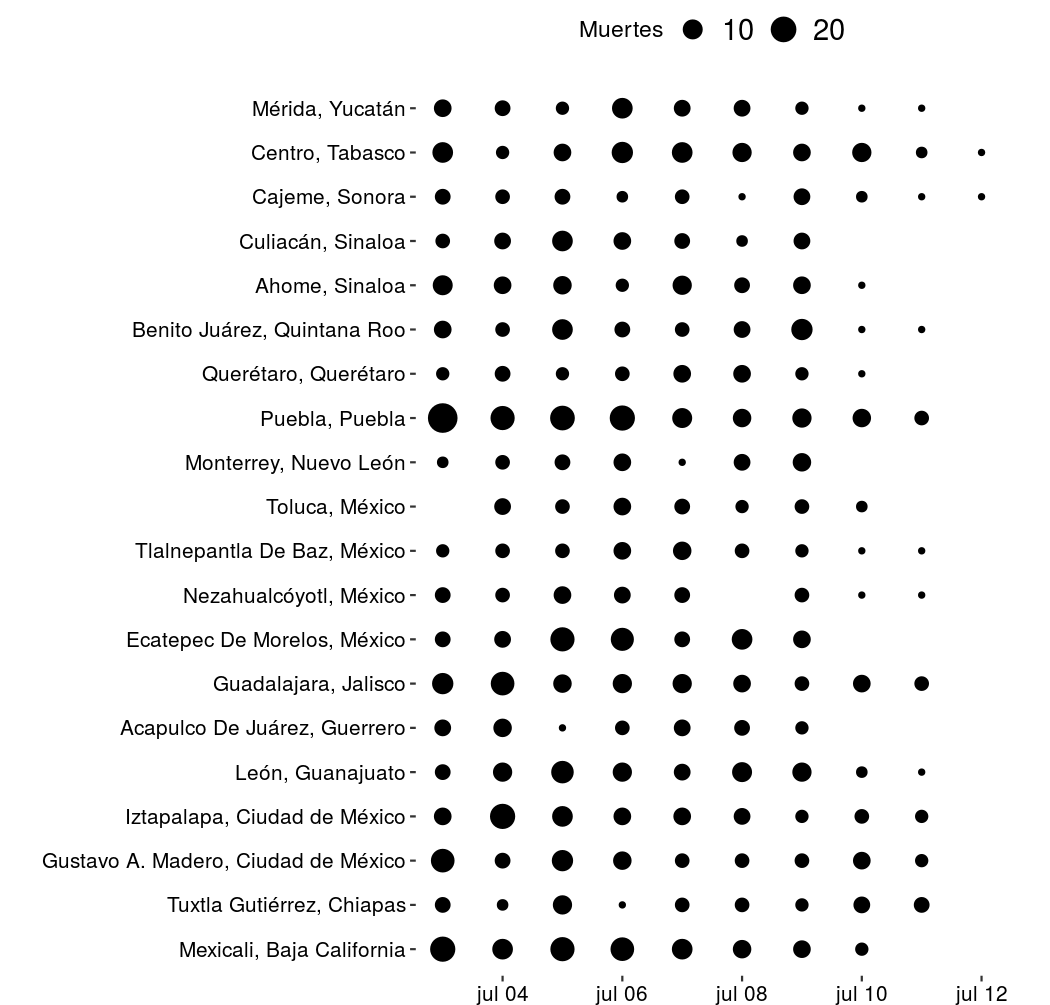 Muertes 10 20
Mérida, Yucatán
Centro, Tabasco
Cajeme, Sonora
Culiacán, Sinaloa
Ahome, Sinaloa
Benito Juárez, Quintana Roo
Querétaro, Querétaro
Puebla, Puebla
Monterrey, Nuevo León
Toluca, México
Tlalnepantla De Baz, México
Nezahualcóyotl, México
Ecatepec De Morelos, México
Guadalajara, Jalisco
Acapulco De Juárez, Guerrero
León, Guanajuato
Iztapalapa, Ciudad de México
Gustavo A. Madero, Ciudad de México
Tuxtla Gutiérrez, Chiapas
Mexicali, Baja California
jul 04 jul 06 jul 08 jul 10 jul 12